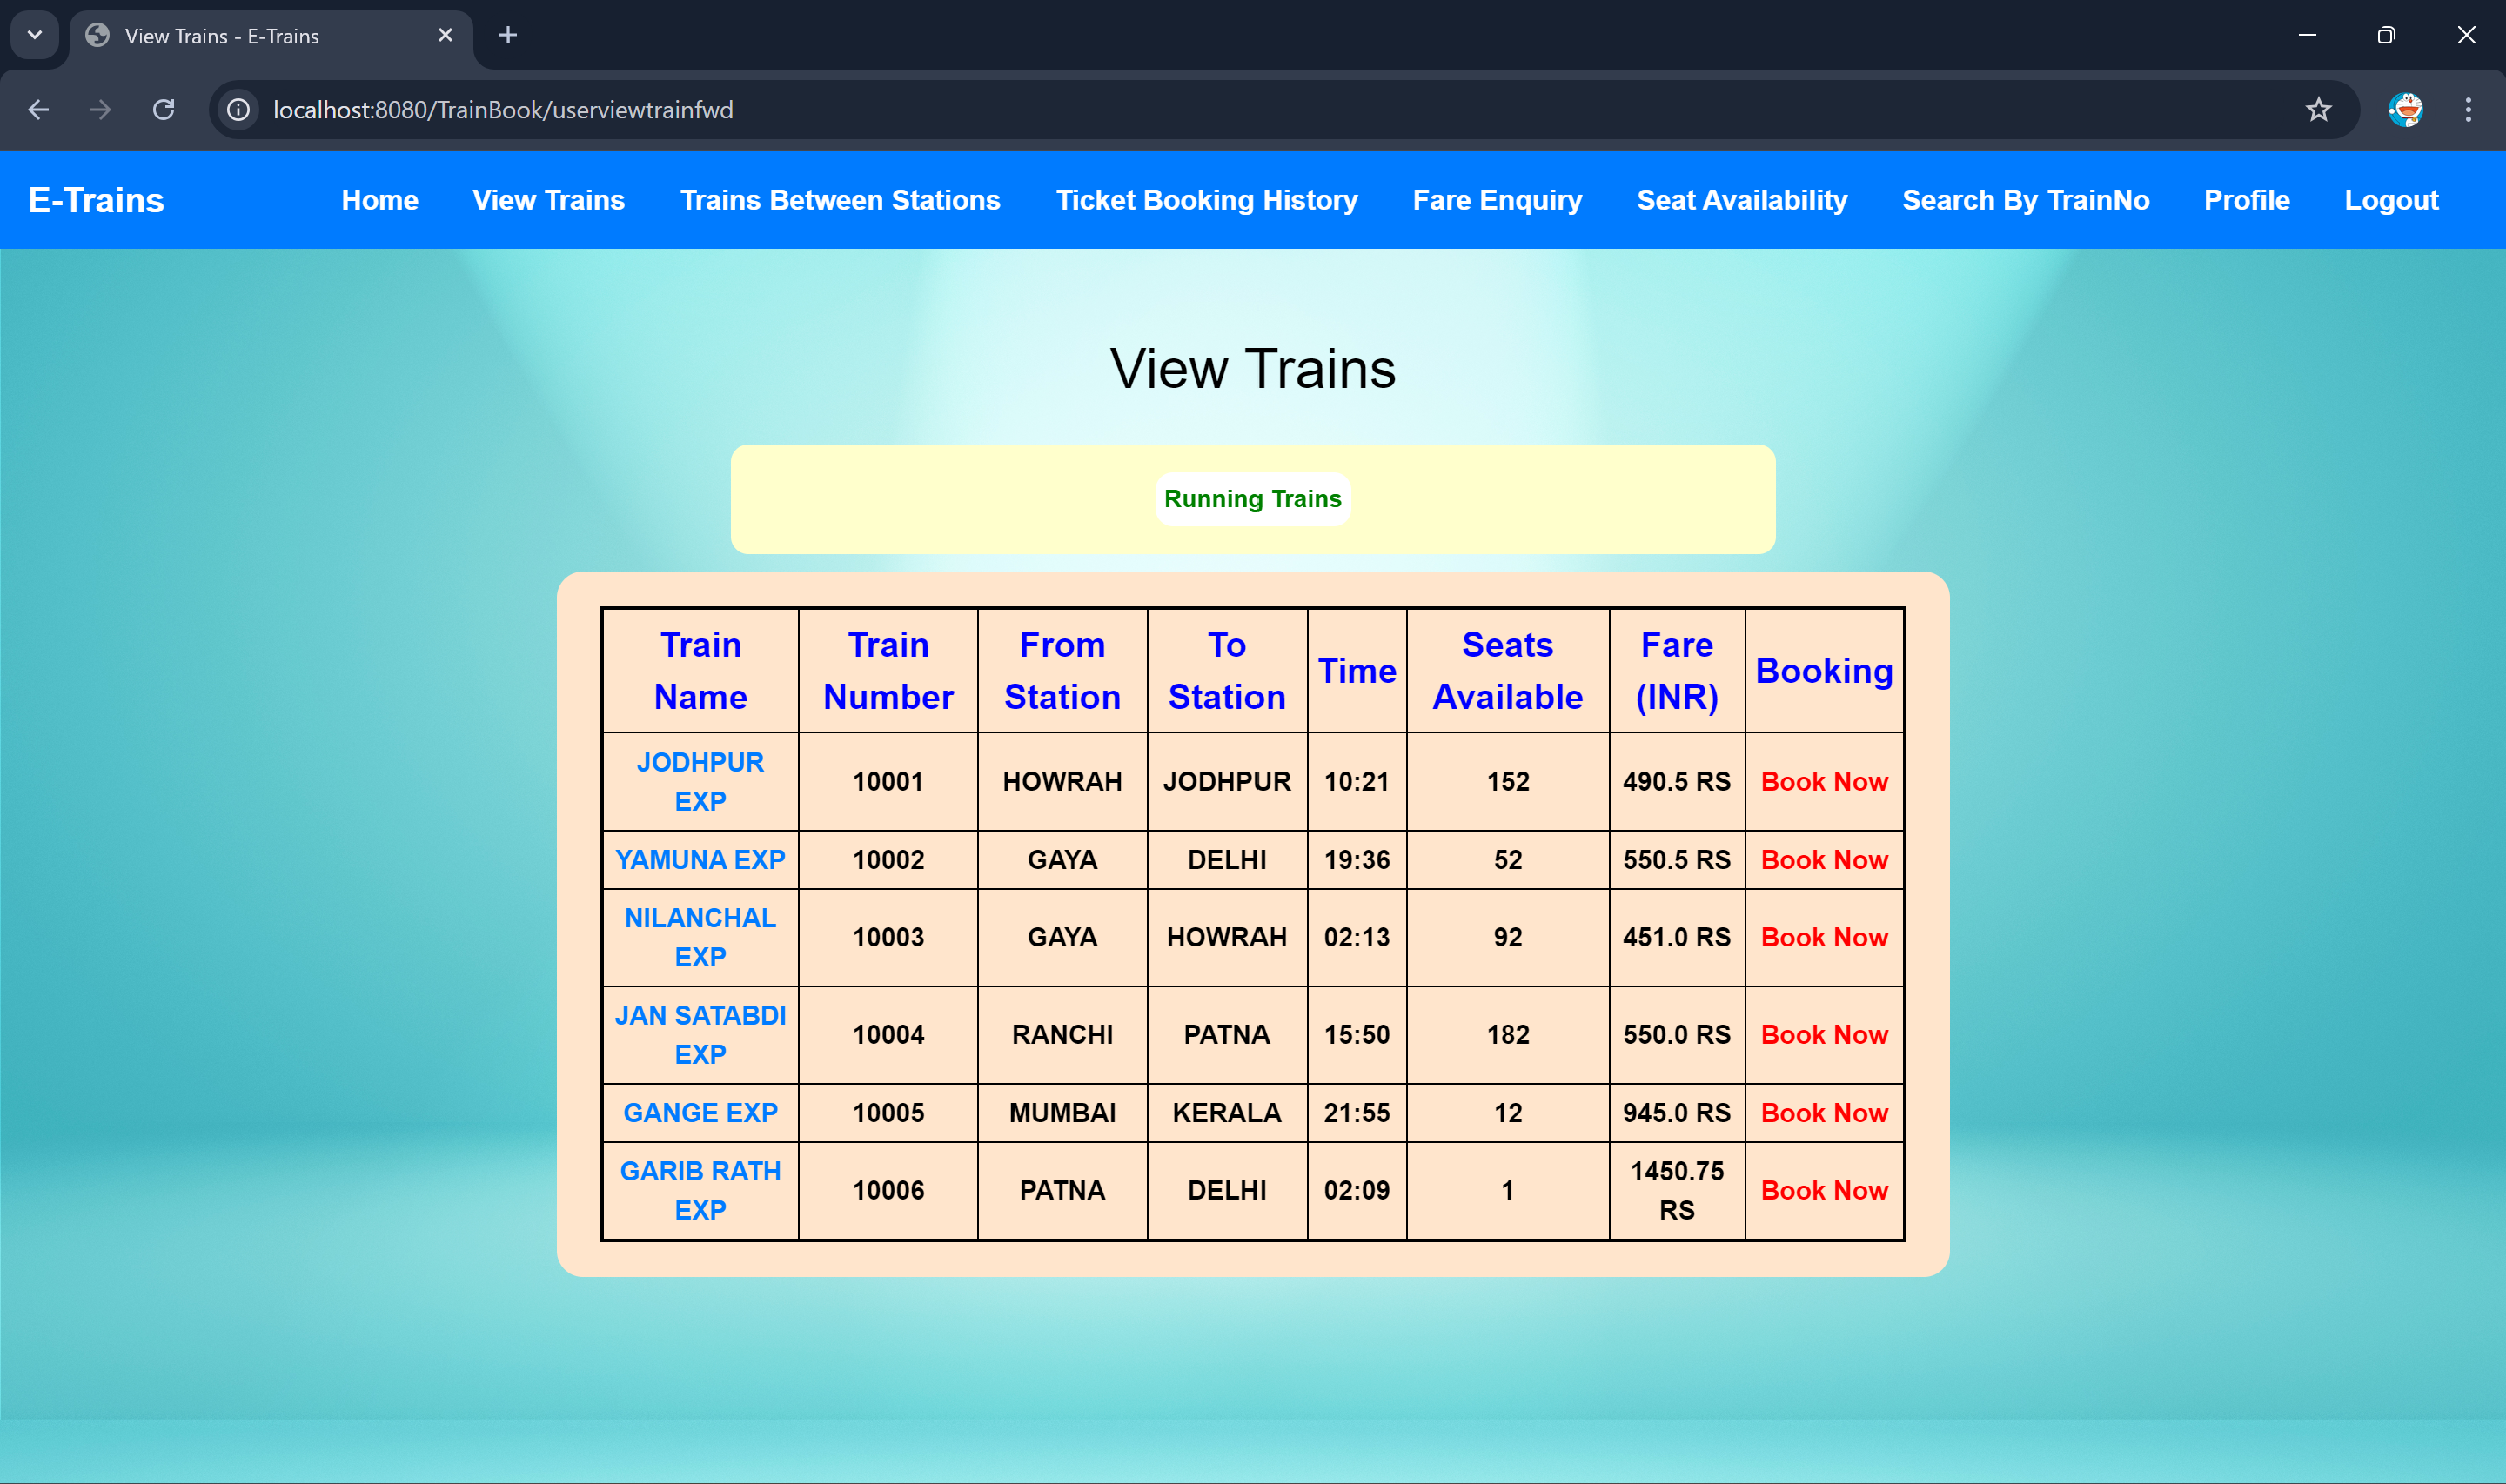 View Trains - E-Trains
localhost:8080/TrainBook/userviewtrainfwd
E-Trains Home View Trains Trains Between Stations Ticket Booking History Fare Enquiry Seat Availability Search By TrainNo Profile Logout
View Trains
Running Trains
Train Name Train Number From Station To Station Time Seats Available Fare (INR) Booking
JODHPUR EXP 10001 HOWRAH JODHPUR 10:21 152 490.5 RS Book Now
YAMUNA EXP 10002 GAYA DELHI 19:36 52 550.5 RS Book Now
NILANCHAL EXP 10003 GAYA HOWRAH 02:13 92 451.0 RS Book Now
JAN SATABDI EXP 10004 RANCHI PATNA 15:50 182 550.0 RS Book Now
GANGE EXP 10005 MUMBAI KERALA 21:55 12 945.0 RS Book Now
GARIB RATH EXP 10006 PATNA DELHI 02:09 1 1450.75 RS Book Now